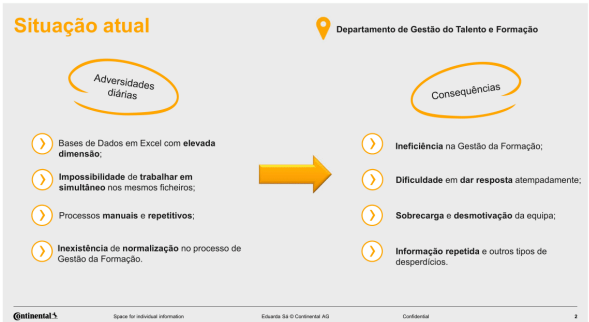 Situação atual
Departamento de Gestão do Talento e Formação
Adversidades
diárias
Consequências
Bases de Dados em Excel com elevada
dimensão;
Impossibilidade de trabalhar em
simultâneo nos mesmos ficheiros;
Processos manuais e repetitivos;
Inexistência de normalização no processo de
Gestão da Formação.
Ineficiência na Gestão da Formação;
Dificuldade em dar resposta atempadamente;
Sobrecarga e desmotivação da equipa;
Informação repetida e outros tipos de
desperdícios.
Continental
Space for individual information
Eduarda Sá © Continental AG
Confidential
2